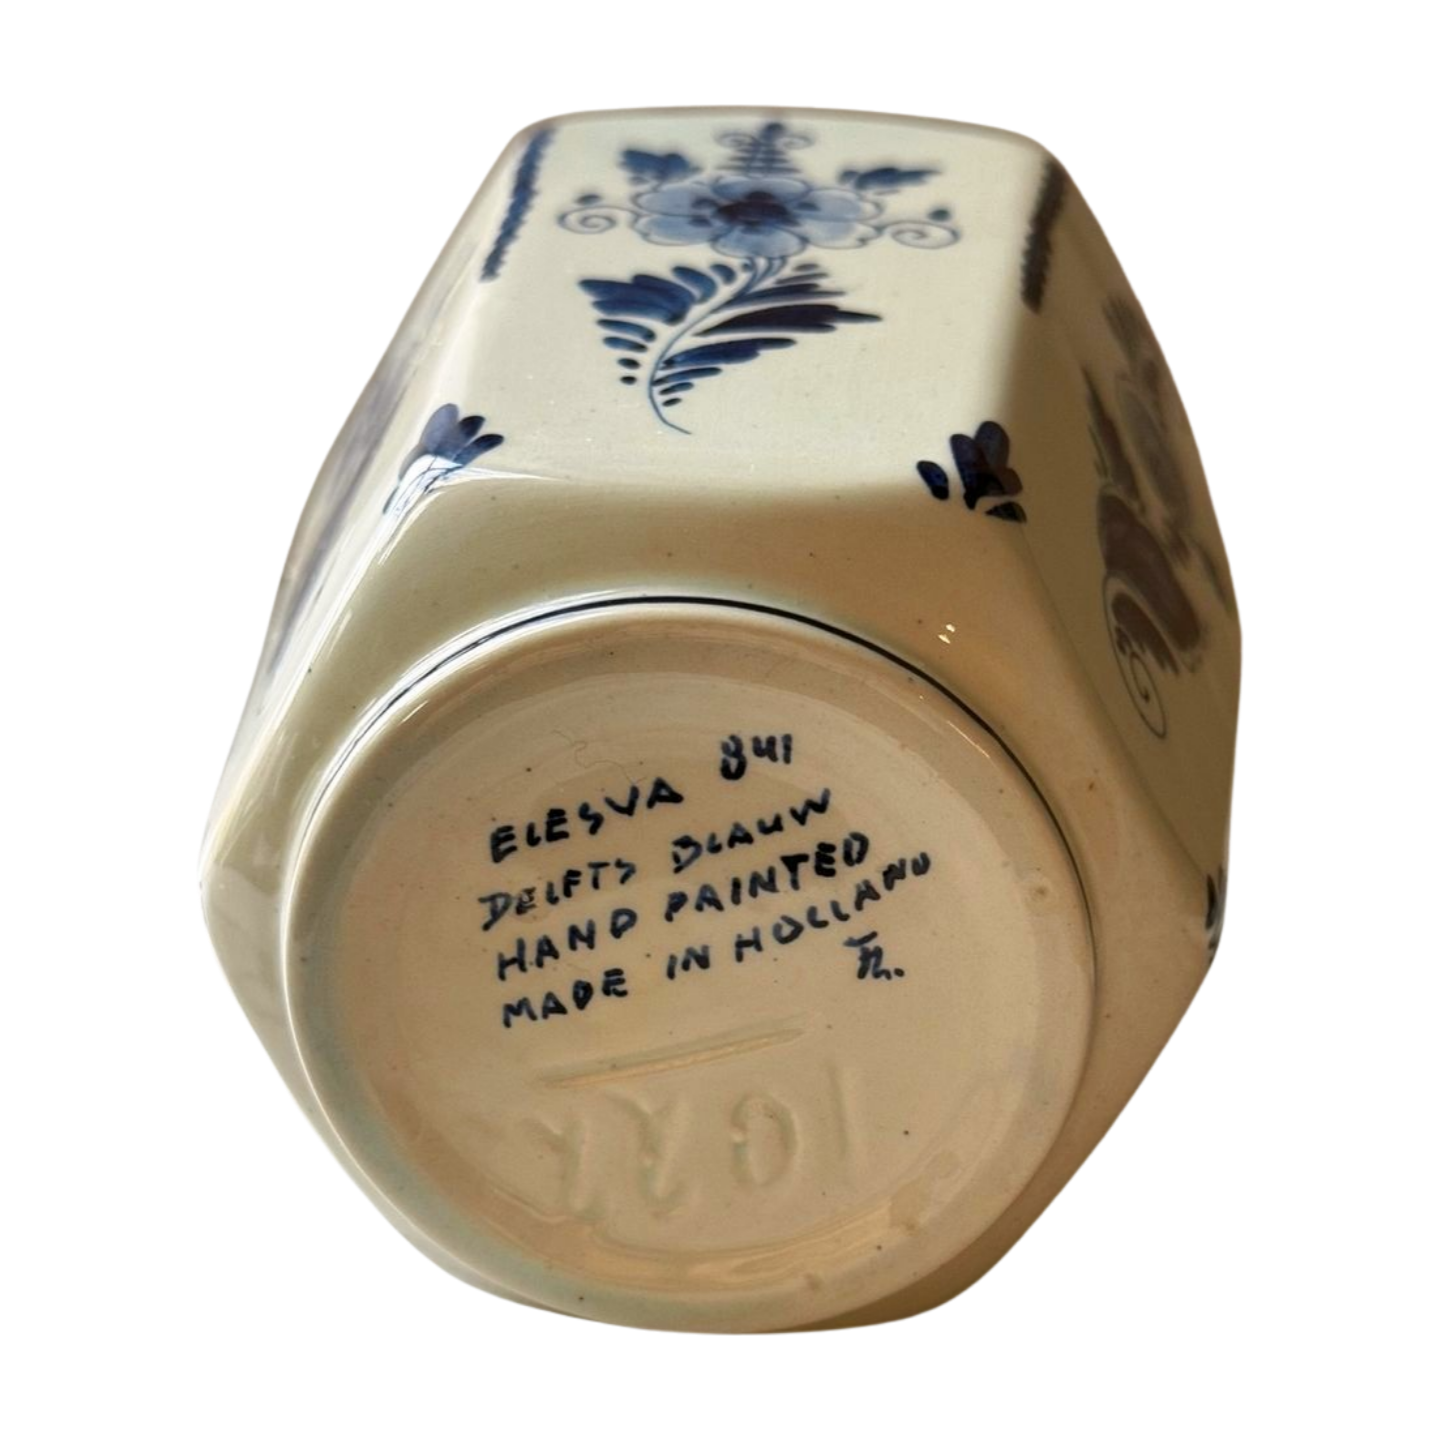 ELESVA 841
DELFTS BLAUW
HAND PAINTED
MADE IN HOLLAND